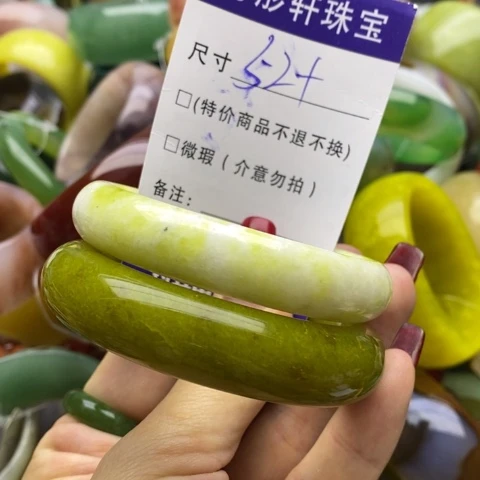 轩珠宝
尺寸 52+
□(特价商品不退不换)
□微瑕(介意勿拍)
备注: